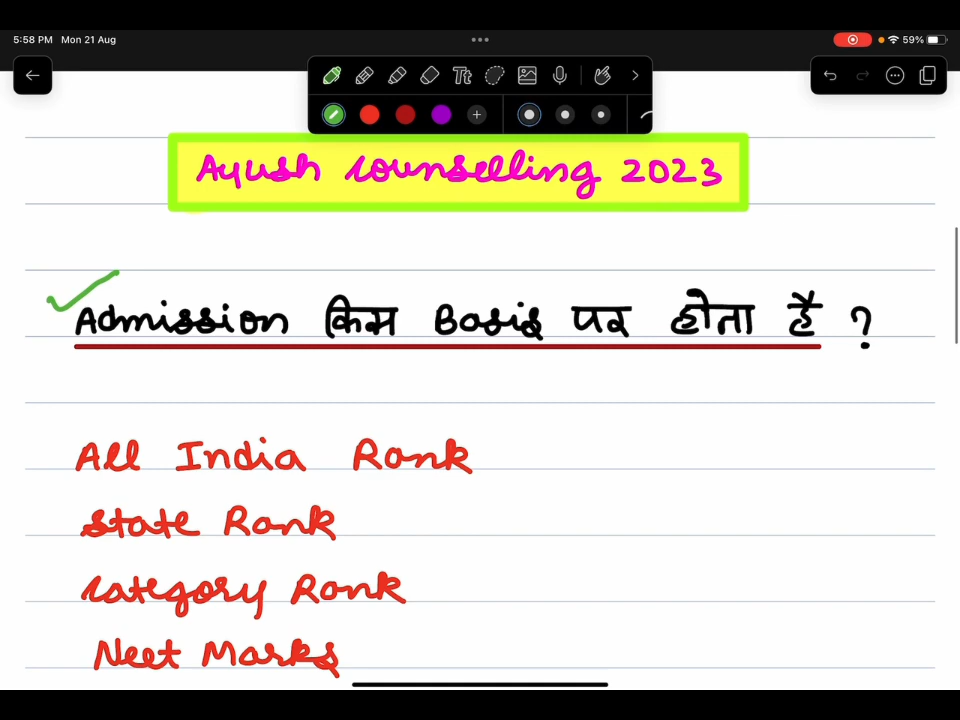 5:58 PM Mon 21 Aug
59%
Tt
Ayush Counselling 2023
Admission किस Basis पर होता है ?
All India Rank
State Rank
Category Rank
Neet Marks